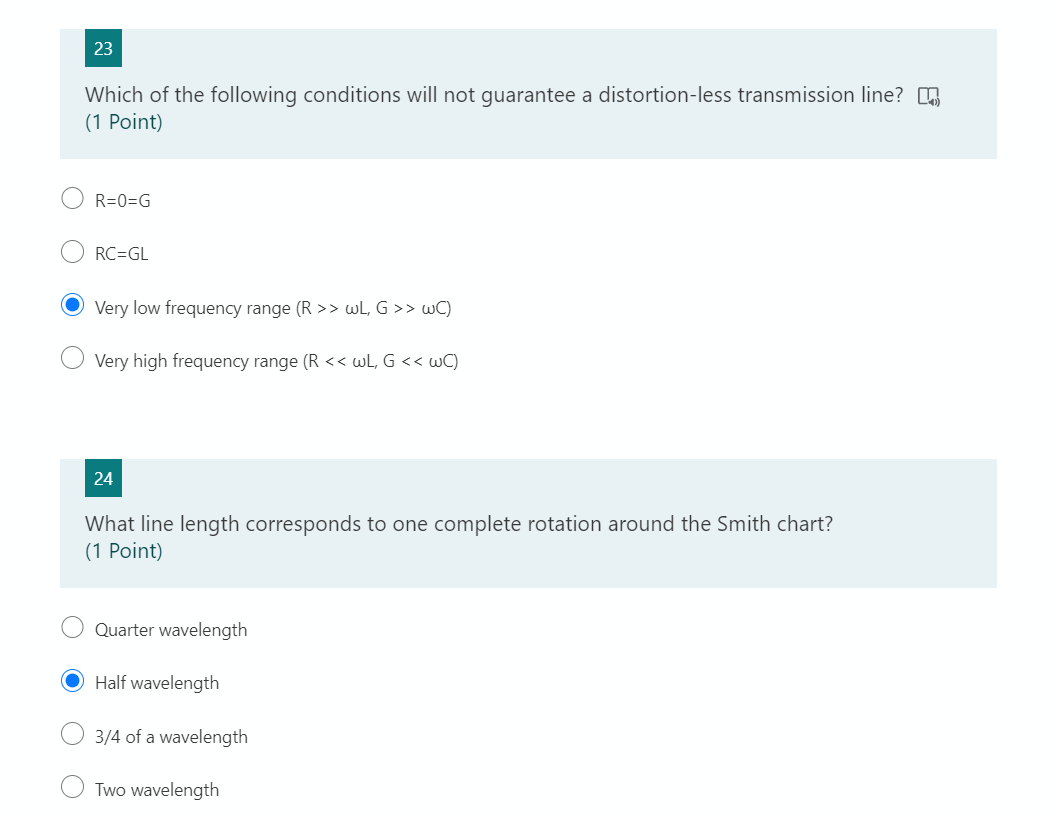 23
Which of the following conditions will not guarantee a distortion-less transmission line?
(1 Point)
R=0=G
RC=GL
Very low frequency range (R >> ωL, G >> ωC)
Very high frequency range (R << ωL, G << ωC)
24
What line length corresponds to one complete rotation around the Smith chart?
(1 Point)
Quarter wavelength
Half wavelength
3/4 of a wavelength
Two wavelength